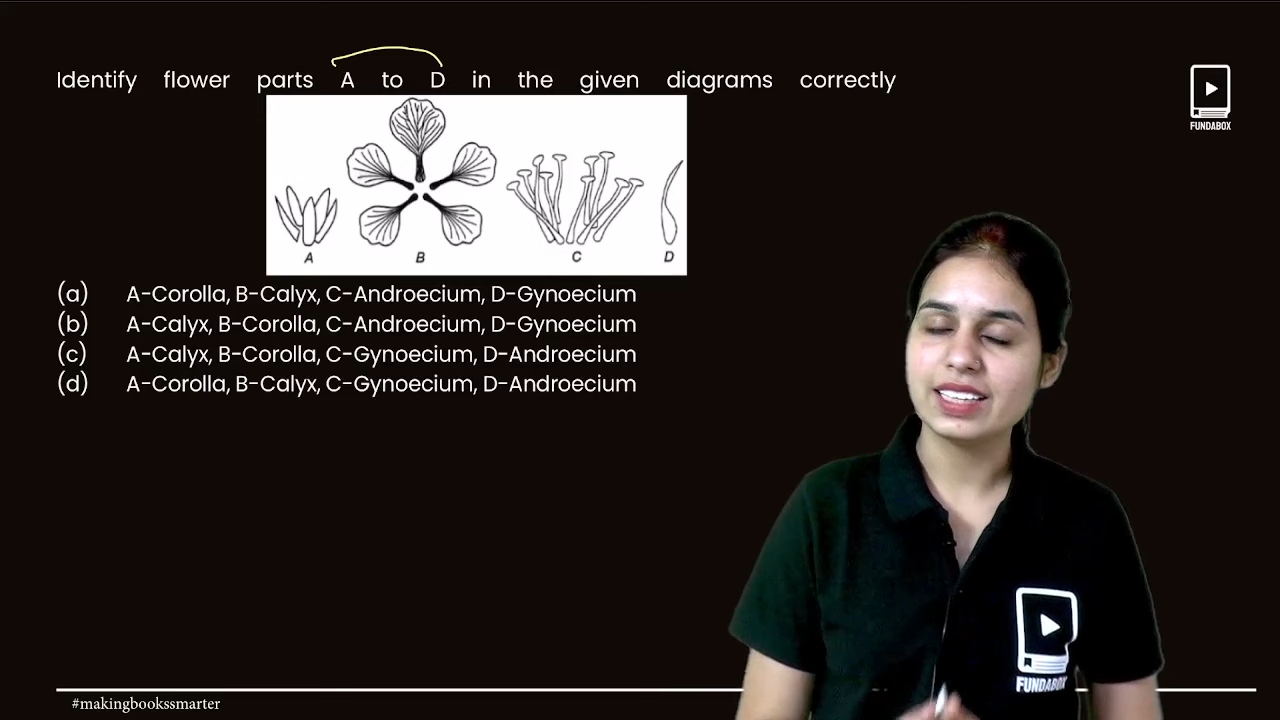 Identify flower parts A to D in the given diagrams correctly
FUNDABOX
A
B
C
D
(a) A-Corolla, B-Calyx, C-Androecium, D-Gynoecium
(b) A-Calyx, B-Corolla, C-Androecium, D-Gynoecium
(c) A-Calyx, B-Corolla, C-Gynoecium, D-Androecium
(d) A-Corolla, B-Calyx, C-Gynoecium, D-Androecium
FUNDABOX
#makingbookssmarter